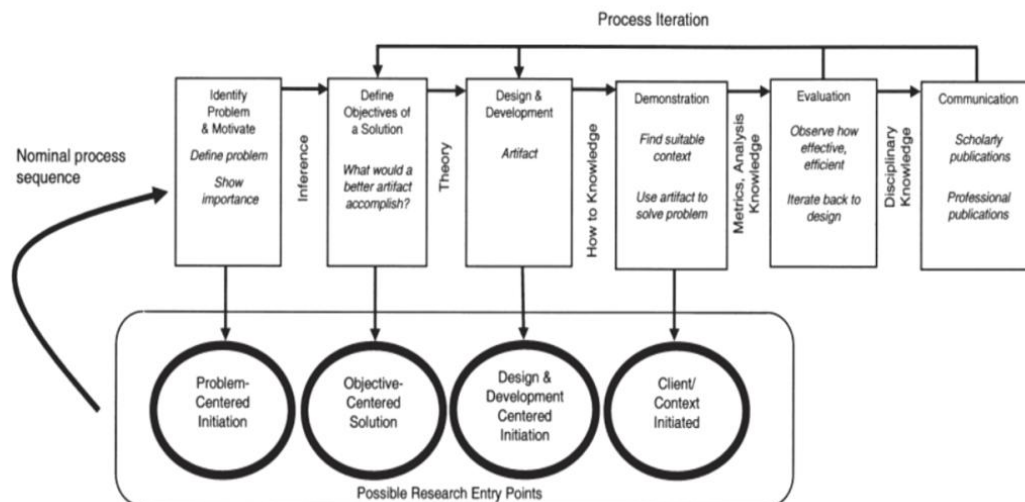 Process Iteration
Nominal process
sequence
Identify
Problem
& Motivate
Define problem
Show
importance
Inference
Define
Objectives of
a Solution
What would a
better artifact
accomplish?
Theory
Design &
Development
Artifact
How to Knowledge
Demonstration
Find suitable
context
Use artifact to
solve problem
Metrics, Analysis
Knowledge
Evaluation
Observe how
effective,
efficient
Iterate back to
design
Disciplinary
Knowledge
Communication
Scholarly
publications
Professional
publications
Problem-
Centered
Initiation
Objective-
Centered
Solution
Design &
Development
Centered
Initiation
Client/
Context
Initiated
Possible Research Entry Points